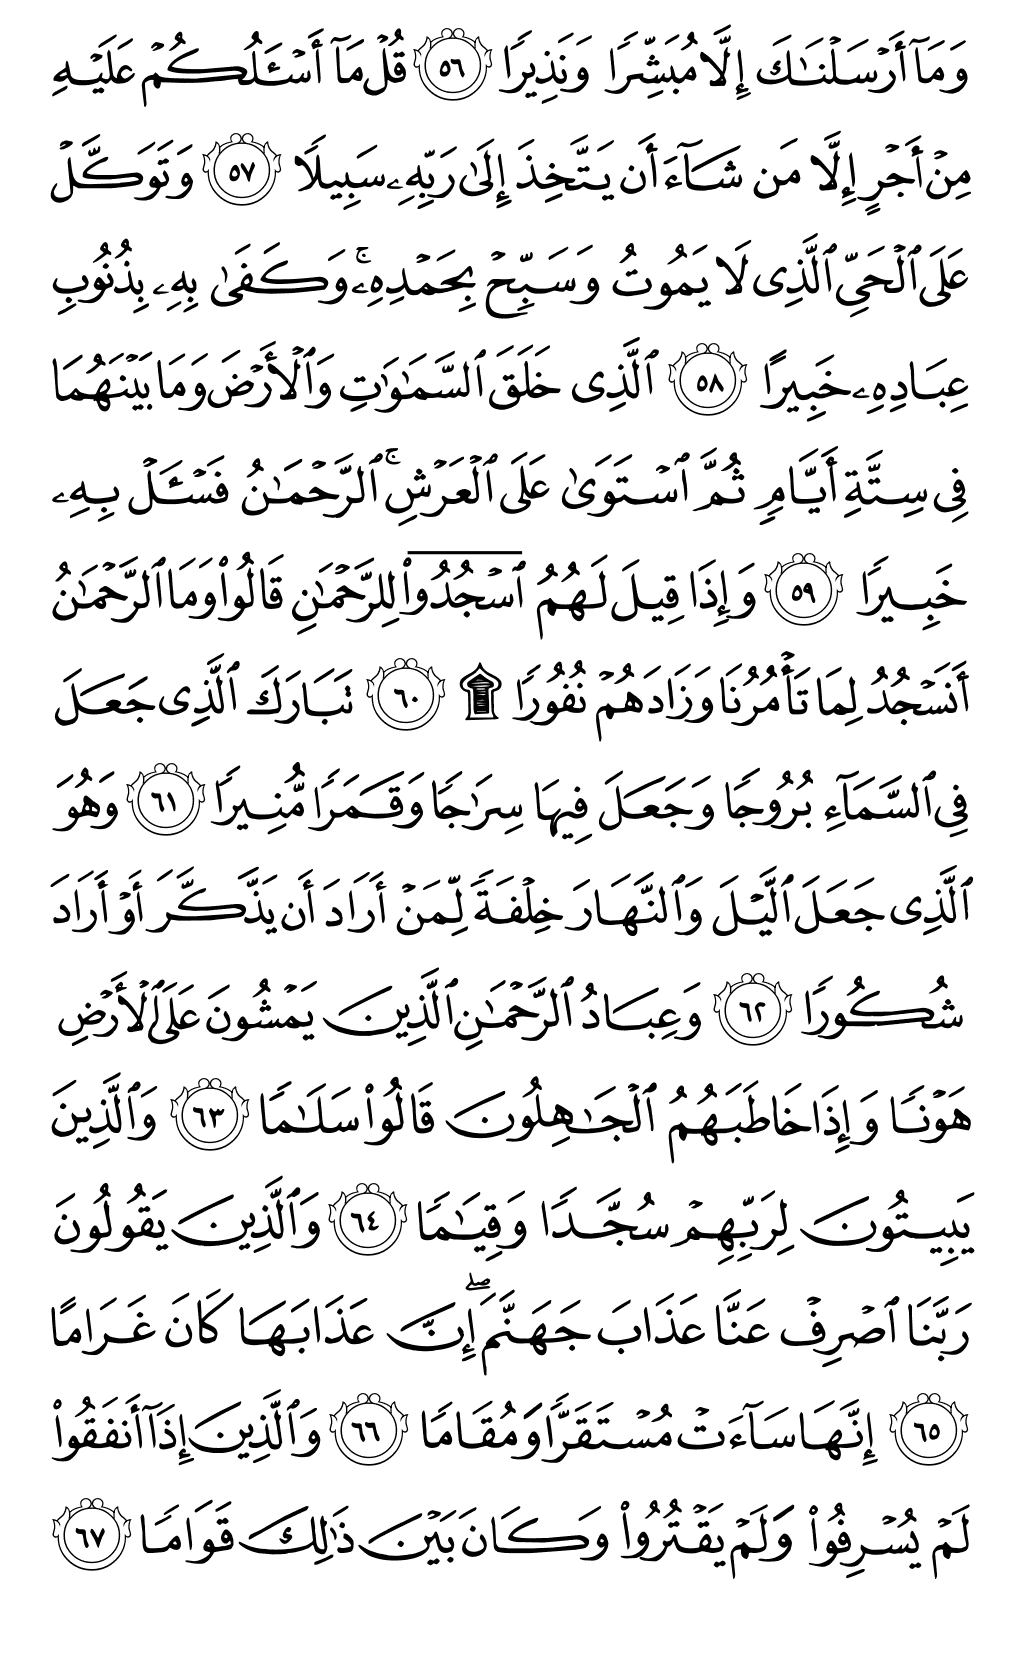 وَمَآ أَرۡسَلۡنَٰكَ إِلَّا مُبَشِّرٗا وَنَذِيرٗا ٥٦ قُلۡ مَآ أَسۡـَٔلُكُمۡ عَلَيۡهِ
مِنۡ أَجۡرٍ إِلَّا مَن شَآءَ أَن يَتَّخِذَ إِلَىٰ رَبِّهِۦ سَبِيلٗا ٥٧ وَتَوَكَّلۡ
عَلَى ٱلۡحَيِّ ٱلَّذِي لَا يَمُوتُ وَسَبِّحۡ بِحَمۡدِهِۦۚ وَكَفَىٰ بِهِۦ بِذُنُوبِ
عِبَادِهِۦ خَبِيرًا ٥٨ ٱلَّذِي خَلَقَ ٱلسَّمَٰوَٰتِ وَٱلۡأَرۡضَ وَمَا بَيۡنَهُمَا
فِي سِتَّةِ أَيَّامٖ ثُمَّ ٱسۡتَوَىٰ عَلَى ٱلۡعَرۡشِۚ ٱلرَّحۡمَٰنُ فَسۡـَٔلۡ بِهِۦ
خَبِيرٗا ٥٩ وَإِذَا قِيلَ لَهُمُ ٱسۡجُدُواْۤ لِلرَّحۡمَٰنِ قَالُواْ وَمَا ٱلرَّحۡمَٰنُ
أَنَسۡجُدُ لِمَا تَأۡمُرُنَا وَزَادَهُمۡ نُفُورٗا۩ ٦٠ تَبَارَكَ ٱلَّذِي جَعَلَ
فِي ٱلسَّمَآءِ بُرُوجٗا وَجَعَلَ فِيهَا سِرَٰجٗا وَقَمَرٗا مُّنِيرٗا ٦١ وَهُوَ
ٱلَّذِي جَعَلَ ٱلَّيۡلَ وَٱلنَّهَارَ خِلۡفَةٗ لِّمَنۡ أَرَادَ أَن يَذَّكَّرَ أَوۡ أَرَادَ
شُكُورٗا ٦٢ وَعِبَادُ ٱلرَّحۡمَٰنِ ٱلَّذِينَ يَمۡشُونَ عَلَى ٱلۡأَرۡضِ
هَوۡنٗا وَإِذَا خَاطَبَهُمُ ٱلۡجَٰهِلُونَ قَالُواْ سَلَٰمٗا ٦٣ وَٱلَّذِينَ
يَبِيتُونَ لِرَبِّهِمۡ سُجَّدٗا وَقِيَٰمٗا ٦٤ وَٱلَّذِينَ يَقُولُونَ
رَبَّنَا ٱصۡرِفۡ عَنَّا عَذَابَ جَهَنَّمَۖ إِنَّ عَذَابَهَا كَانَ غَرَامًا
٦٥ إِنَّهَا سَآءَتۡ مُسۡتَقَرّٗا وَمُقَامٗا ٦٦ وَٱلَّذِينَ إِذَآ أَنفَقُواْ
لَمۡ يُسۡرِفُواْ وَلَمۡ يَقۡتُرُواْ وَكَانَ بَيۡنَ ذَٰلِكَ قَوَامٗا ٦٧